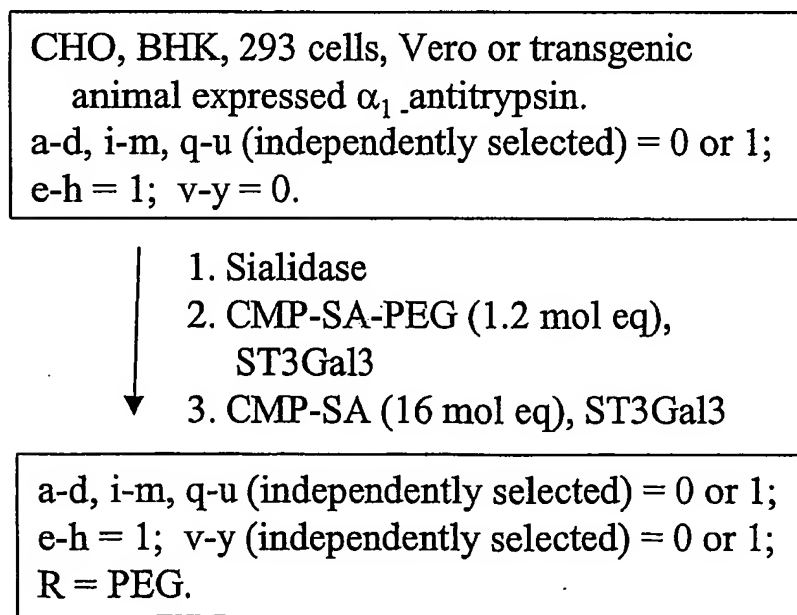 CHO, BHK, 293 cells, Vero or transgenic
animal expressed α₁_antitrypsin.
a-d, i-m, q-u (independently selected) = 0 or 1;
e-h = 1; v-y = 0.
1. Sialidase
2. CMP-SA-PEG (1.2 mol eq),
ST3Gal3
3. CMP-SA (16 mol eq), ST3Gal3
a-d, i-m, q-u (independently selected) = 0 or 1;
e-h = 1; v-y (independently selected) = 0 or 1;
R = PEG.